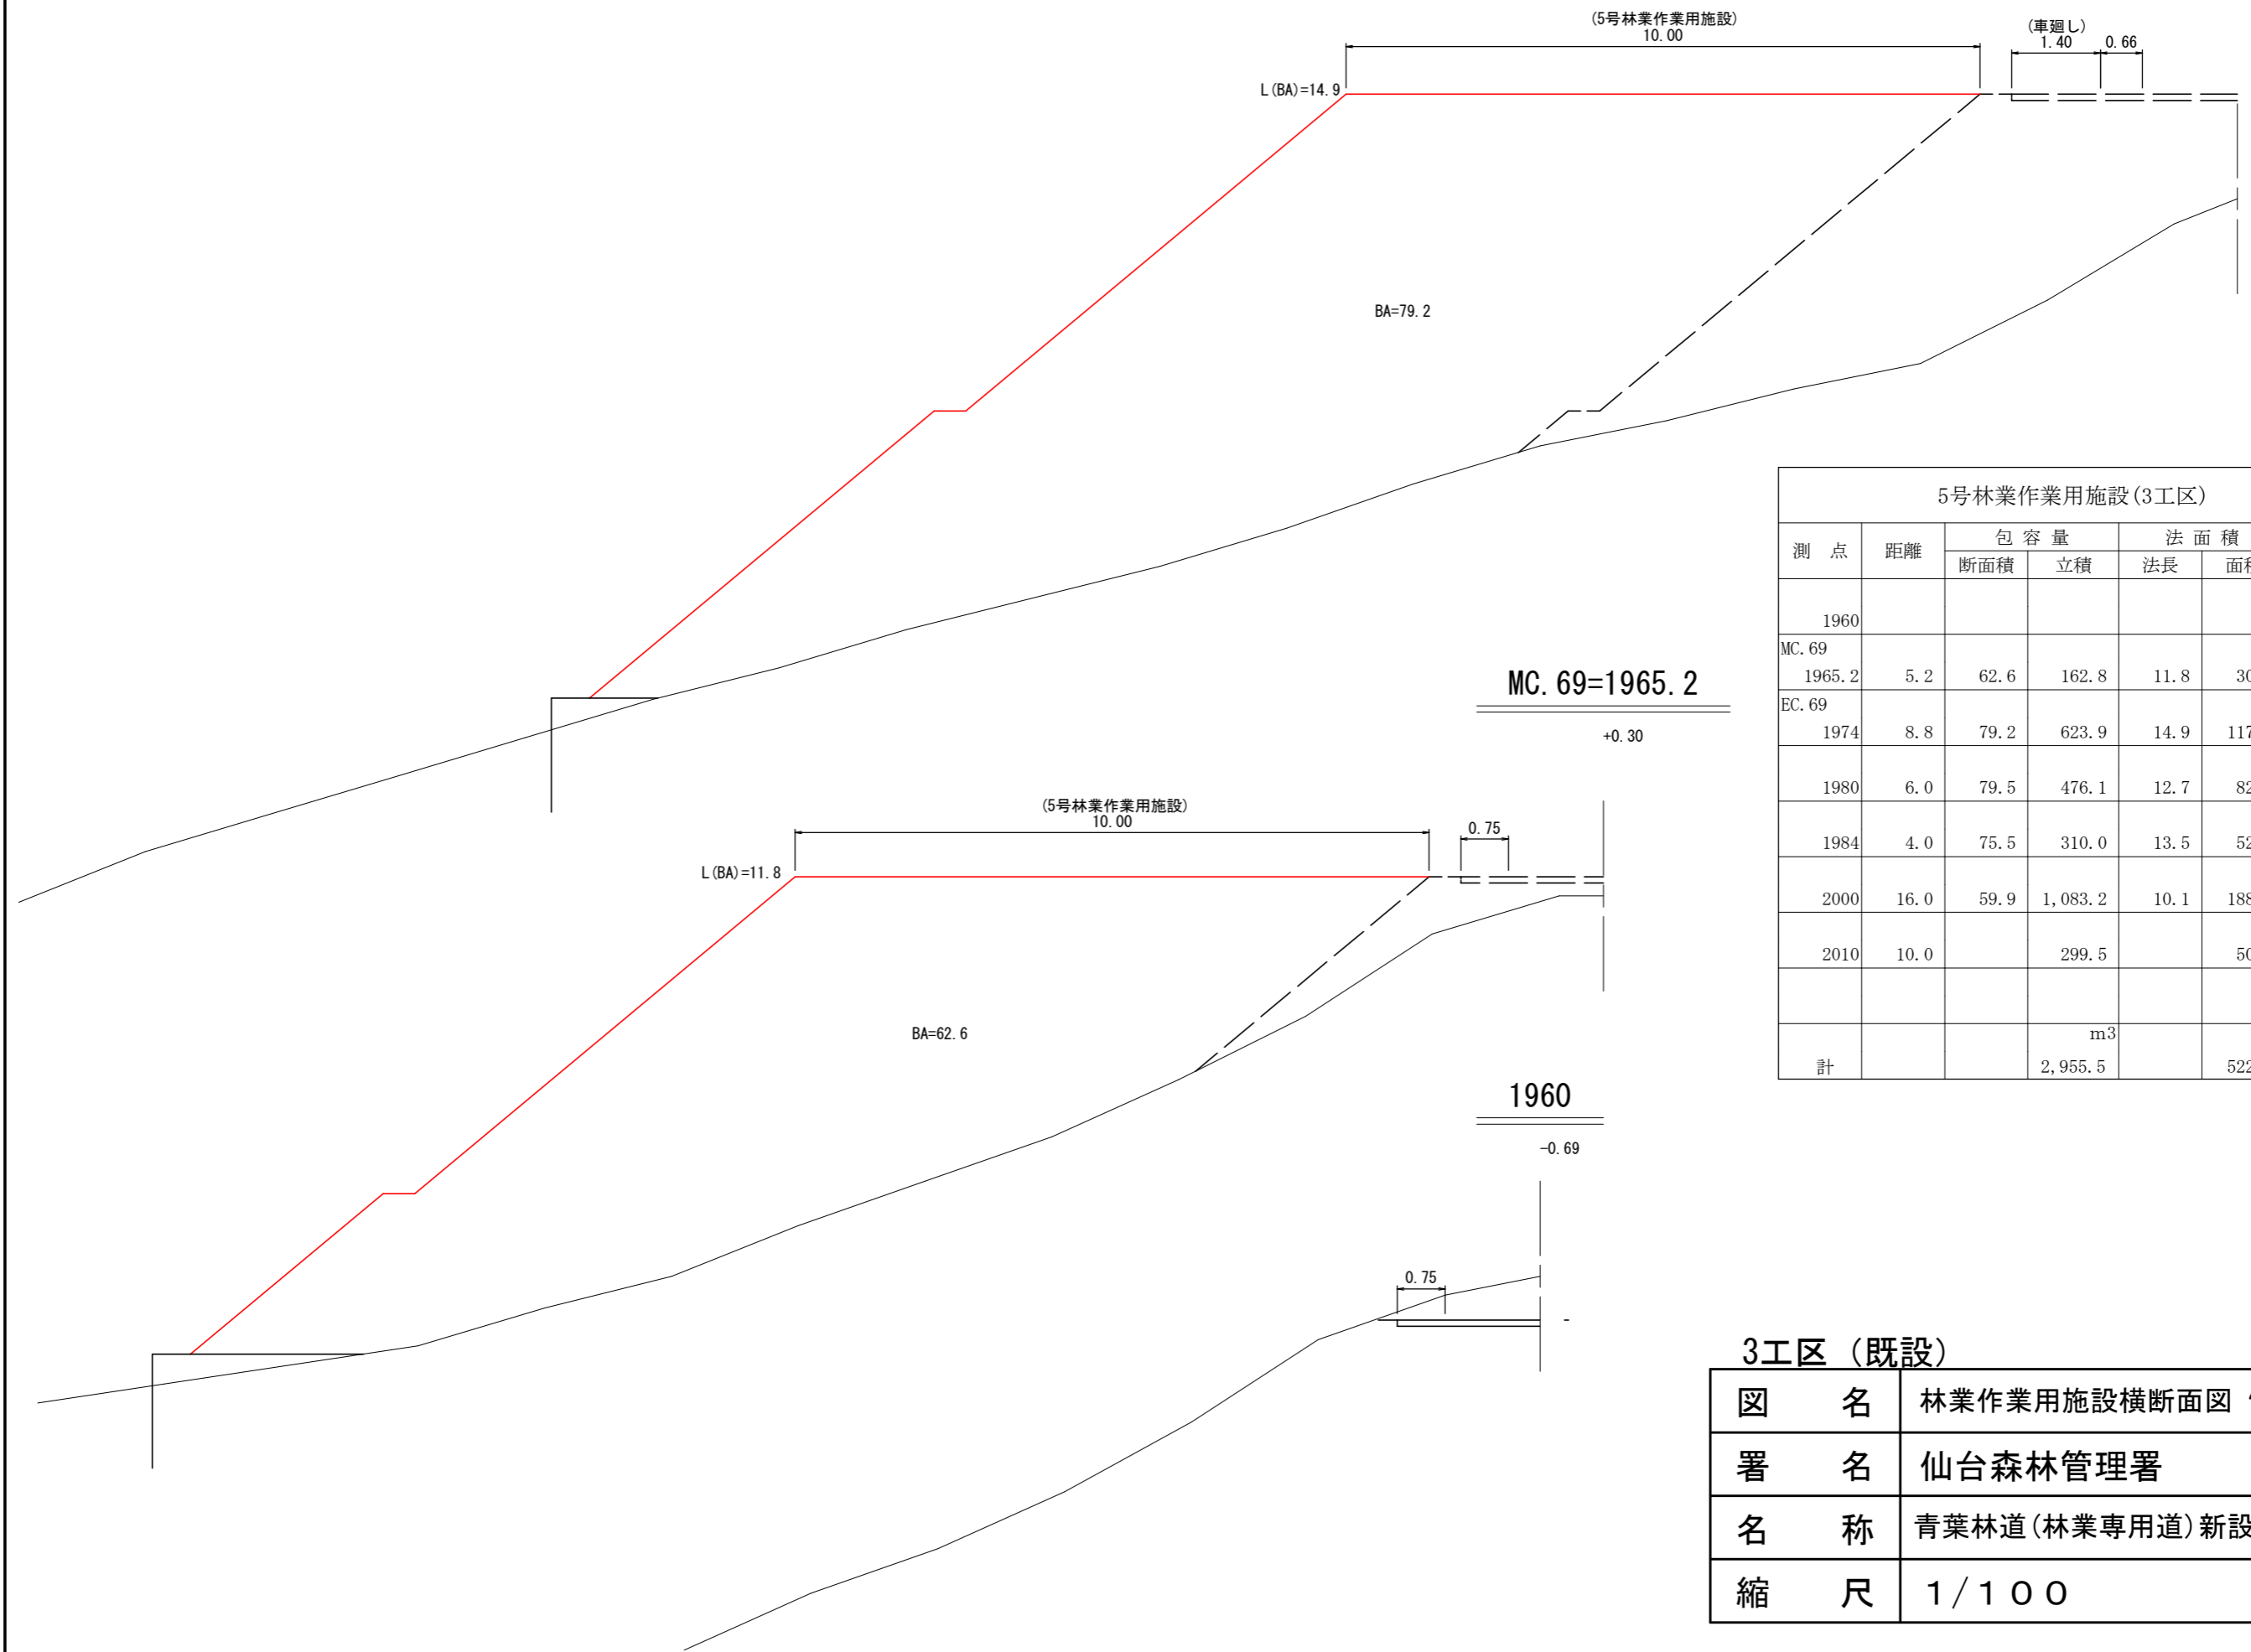 (5号林業作業用施設)
10.00
(車廻し)
1.40 0.66
L(BA)=14.9
BA=79.2
MC.69=1965.2
+0.30
(5号林業作業用施設)
10.00
0.75
L(BA)=11.8
BA=62.6
1960
-0.69
0.75
5号林業作業用施設(3工区)
測 点 距離 包 容 量 法 面 積
断面積 立積 法長
1960
MC.69
1965.2 5.2 62.6 162.8 11.8 30
EC.69
1974 8.8 79.2 623.9 14.9 117
1980 6.0 79.5 476.1 12.7 82
1984 4.0 75.5 310.0 13.5 52
2000 16.0 59.9 1,083.2 10.1 188
2010 10.0 299.5 50
m3
計 2,955.5 522
3工区(既設)
図 名 林業作業用施設横断面図
署 名 仙台森林管理署
名 称 青葉林道(林業専用道)新設
縮 尺 1/100